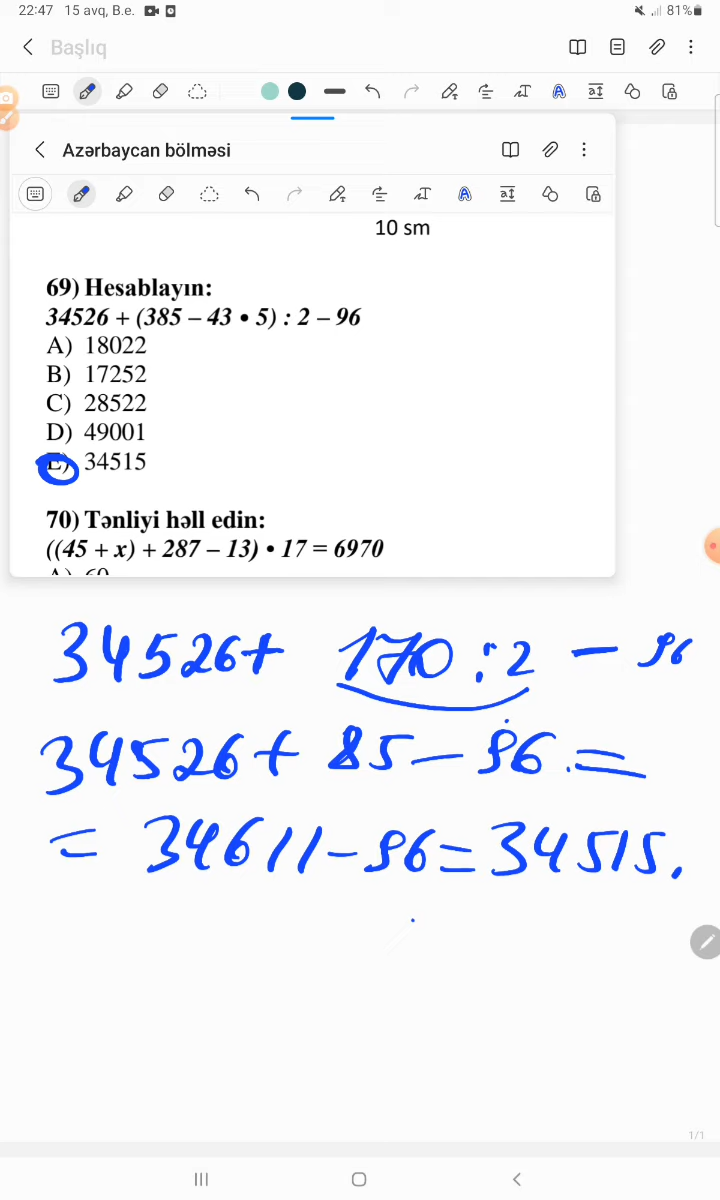 22:47 15 avq, B.e. 81%
Başlıq
Azərbaycan bölməsi
10 sm
69) Hesablayın:
34526 + (385 – 43 • 5) : 2 – 96
A) 18022
B) 17252
C) 28522
D) 49001
E) 34515
70) Tənliyi həll edin:
((45 + x) + 287 – 13) • 17 = 6970
34526+ 170 : 2 – 96
34526+ 85 – 96 =
= 34611 – 96 = 34515.
1/1